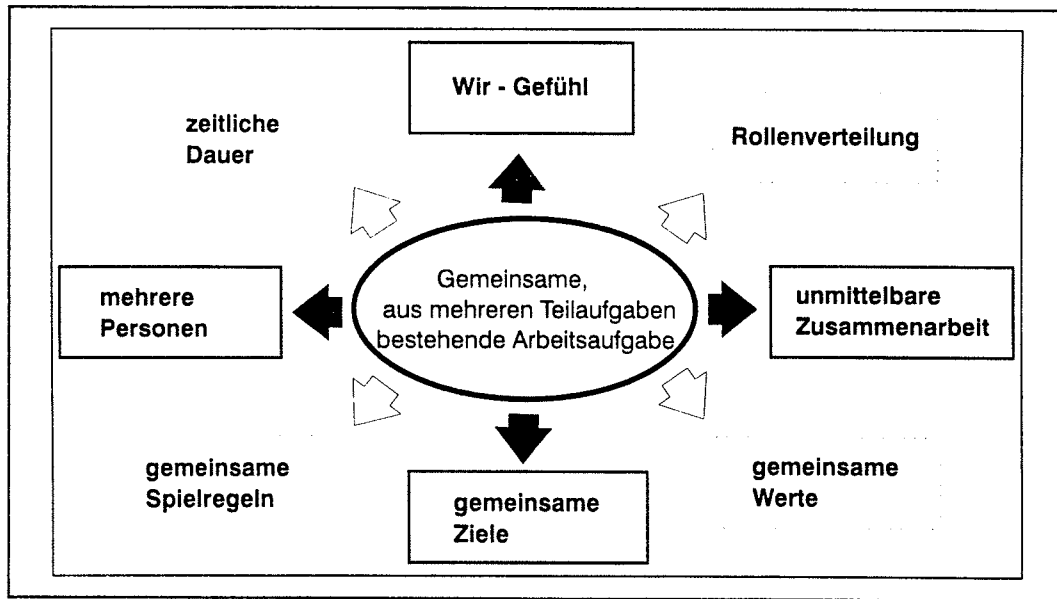 Wir - Gefühl
zeitliche
Dauer
Rollenverteilung
mehrere
Personen
Gemeinsame,
aus mehreren Teilaufgaben
bestehende Arbeitsaufgabe
unmittelbare
Zusammenarbeit
gemeinsame
Spielregeln
gemeinsame
Ziele
gemeinsame
Werte